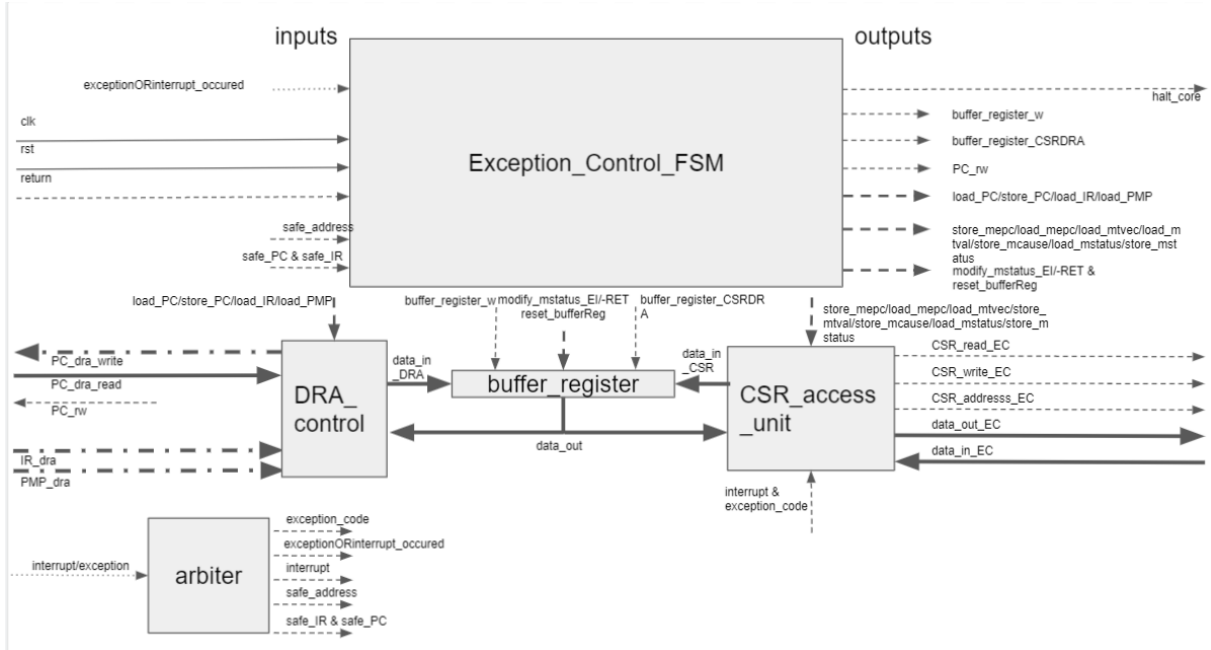 inputs
outputs
exceptionORinterrupt_occured
halt_core
clk
buffer_register_w
rst
buffer_register_CSRDRA
Exception_Control_FSM
return
PC_rw
load_PC/store_PC/load_IR/load_PMP
safe_address
store_mepc/load_mepc/load_mtvec/load_m
tval/store_mcause/load_mstatus/store_mst
atus
safe_PC & safe_IR
modify_mstatus_EI/-RET &
reset_bufferReg
load_PC/store_PC/load_IR/load_PMP
buffer_register_w
modify_mstatus_EI/-RET
reset_bufferReg
buffer_register_CSRDR
A
store_mepc/load_mepc/load_mtvec/store_
mtval/store_mcause/load_mstatus/store_m
status
PC_dra_write
PC_dra_read
PC_rw
IR_dra
PMP_dra
DRA_
control
data_in
_DRA
buffer_register
data_in
_CSR
data_out
CSR_access
_unit
CSR_read_EC
CSR_write_EC
CSR_addresss_EC
data_out_EC
data_in_EC
interrupt &
exception_code
interrupt/exception
arbiter
exception_code
exceptionORinterrupt_occured
interrupt
safe_address
safe_IR & safe_PC